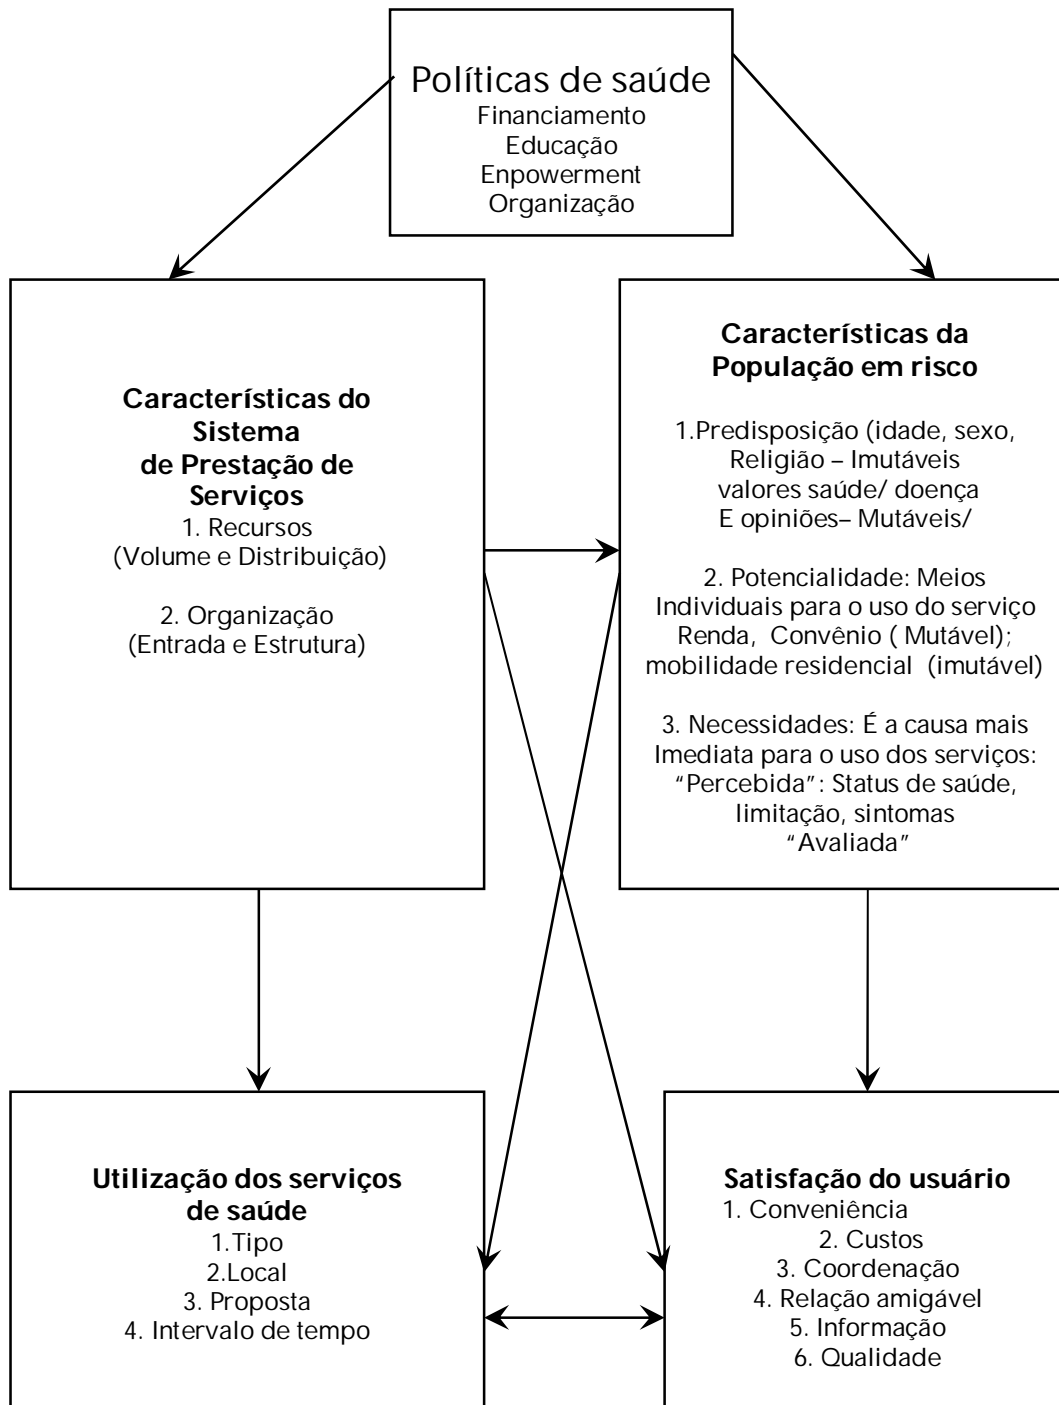 Políticas de saúde
Financiamento
Educação
Enpowerment
Organização
Características do
Sistema
de Prestação de
Serviços
1. Recursos
(Volume e Distribuição)
2. Organização
(Entrada e Estrutura)
Características da
População em risco
1.Predisposição (idade, sexo,
Religião – Imutáveis
valores saúde/ doença
E opiniões– Mutáveis/
2. Potencialidade: Meios
Individuais para o uso do serviço
Renda, Convênio ( Mutável);
mobilidade residencial (imutável)
3. Necessidades: É a causa mais
Imediata para o uso dos serviços:
“Percebida”: Status de saúde,
limitação, sintomas
“Avaliada”
Utilização dos serviços
de saúde
1.Tipo
2.Local
3. Proposta
4. Intervalo de tempo
Satisfação do usuário
1. Conveniência
2. Custos
3. Coordenação
4. Relação amigável
5. Informação
6. Qualidade